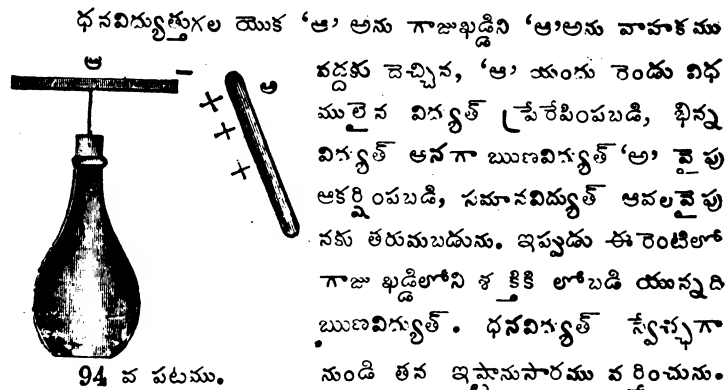 ధనవిద్యుత్తుగల యొక 'ఆ' అను గాజుఖడ్డిని 'ఆ'అను వాహకము
వద్దకు దెచ్చిన, 'ఆ' యందు రెండు విధ
ములైన విద్యుత్ ప్రేరేపింపబడి, భిన్న
విద్యుత్ అనగా ఋణవిద్యుత్ 'అ' వైపు
ఆకర్షింపబడి, సమానవిద్యుత్ ఆవలవైపు
నకు తరుమబడును. ఇప్పుడు ఈ రెంటిలో
గాజు ఖడ్డిలోని శక్తికి లోబడి యున్నది
ఋణవిద్యుత్. ధనవిద్యుత్ స్వేచ్ఛగా
నుండి తన ఇష్టానుసారము వర్తించును.
ఆ
−
అ
+
+
+
94 వ పటము.